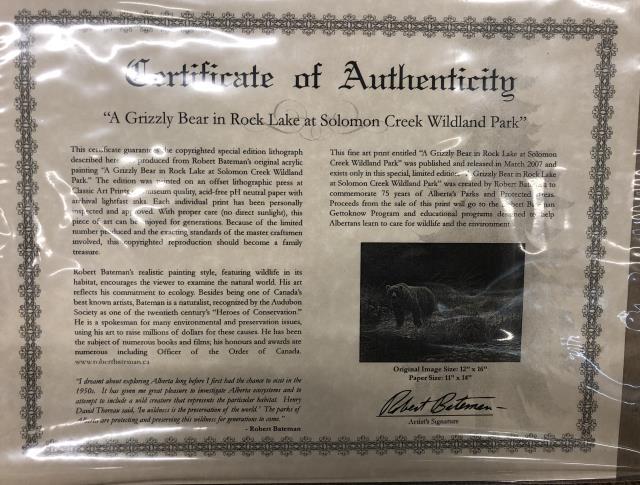 Certificate of Authenticity
“A Grizzly Bear in Rock Lake at Solomon Creek Wildland Park”
This certificate guarantees the copyrighted special edition lithograph
described here produced from Robert Bateman's original acrylic
painting “A Grizzly Bear in Rock Lake at Solomon Creek Wildland
Park.” The edition was printed on an offset lithographic press at
Classic Art Prints museum quality, acid-free pH neutral paper with
archival lightfast inks. Each individual print has been personally
inspected and approved. With proper care (no direct sunlight), this
piece of art can be enjoyed for generations. Because of the limited
number produced and the exacting standards of the master craftsmen
involved, this copyrighted reproduction should become a family
treasure.
Robert Bateman's realistic painting style, featuring wildlife in its
habitat, encourages the viewer to examine the natural world. His art
reflects his commitment to ecology. Besides being one of Canada's
best known artists, Bateman is a naturalist, recognized by the Audubon
Society as one of the twentieth century's “Heroes of Conservation.”
He is a spokesman for many environmental and preservation issues,
using his art to raise millions of dollars for these causes. He has been
the subject of numerous books and films; his honours and awards are
numerous including Officer of the Order of Canada.
www.robertbateman.ca
“I dreamt about exploring Alberta long before I first had the chance to visit in the
1950s. It has given me great pleasure to investigate Alberta ecosystems and to
attempt to include a wild creature that represents the particular habitat. Henry
David Thoreau said, ‘In wildness is the preservation of the world.’ The parks of
Alberta are protecting and preserving this wildness for generations to come.”
- Robert Bateman
This fine art print entitled “A Grizzly Bear in Rock Lake at Solomon
Creek Wildland Park” was published and released in March 2007 and
exists only in this special, limited edition. “A Grizzly Bear in Rock Lake
at Solomon Creek Wildland Park” was created by Robert Bateman to
commemorate 75 years of Alberta's Parks and Protected
Proceeds from the sale of this print will go to the Robert Bateman
Gettoknow Program and educational programs designed to help
Albertans learn to care for wildlife and the environment
Original Image Size: 12" x 16"
Paper Size: 11" x 14"
Robert Bateman
Artist's Signature